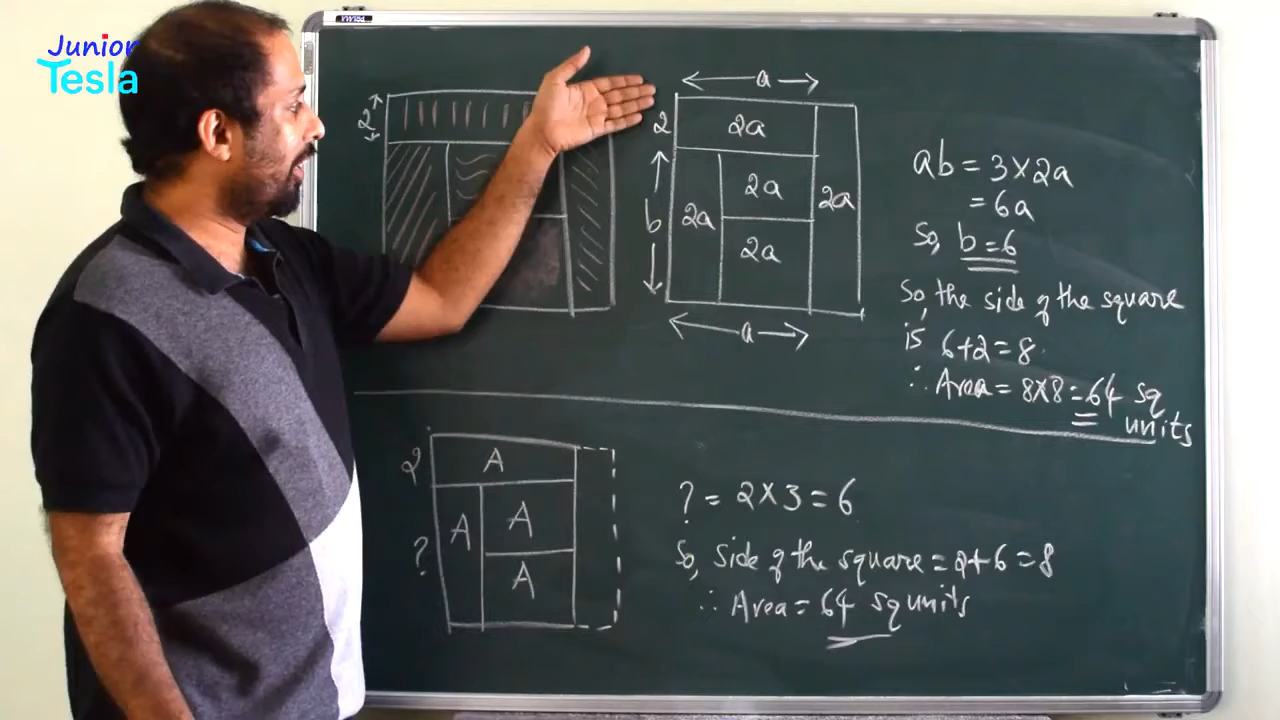 Junior
Tesla
VWIDA
2
a
2
2a
2a
b
2a
2a
2a
a
ab = 3×2a
= 6a
So, b=6
So, the side of the square
is 6+2=8.
∴ Area = 8×8 = 64 sq
units
2
A
A
A
?
A
? = 2×3 = 6
So, side of the square = 2+6 = 8
∴ Area = 64 sq units